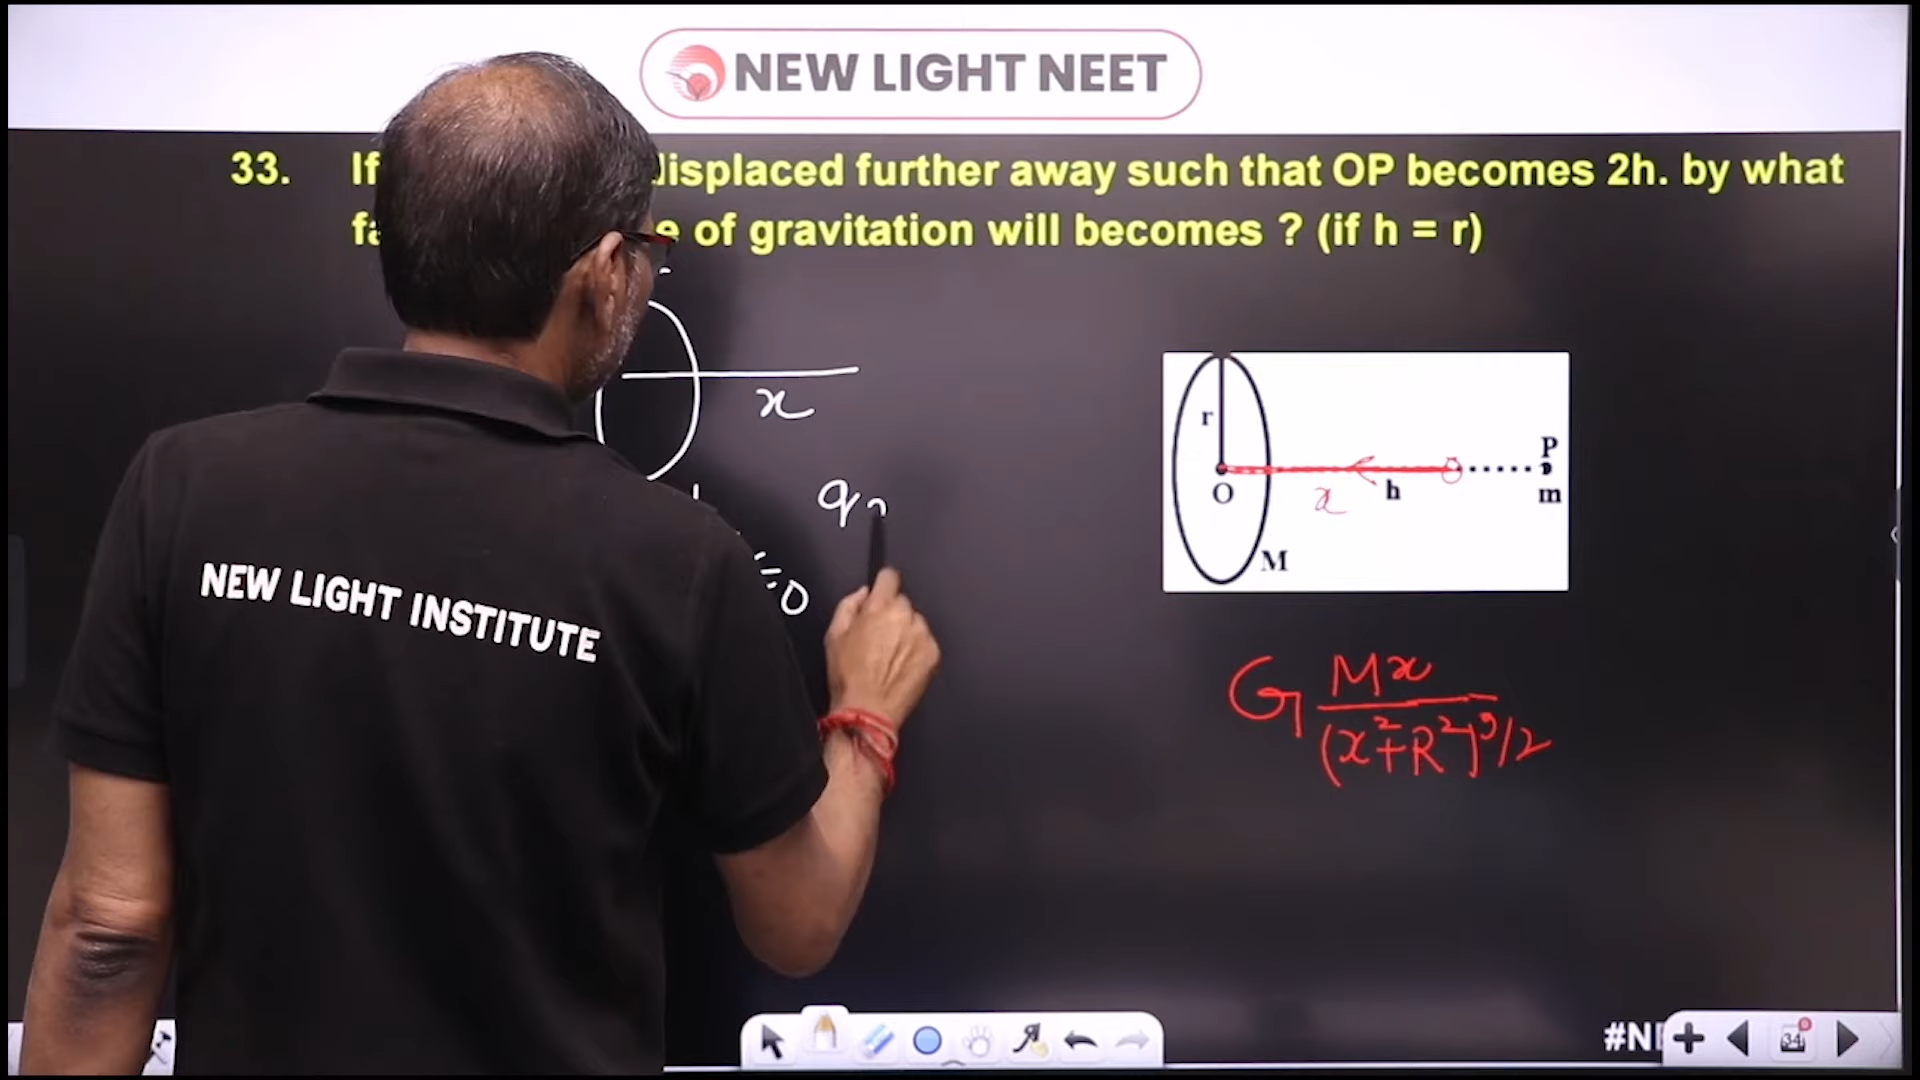 NEW LIGHT NEET
33. If displaced further away such that OP becomes 2h. by what
of gravitation will becomes ? (if h = r)
x
r
P
O
x
h
m
M
NEW LIGHT INSTITUTE
G Mx
(x²+R²)3/2
34